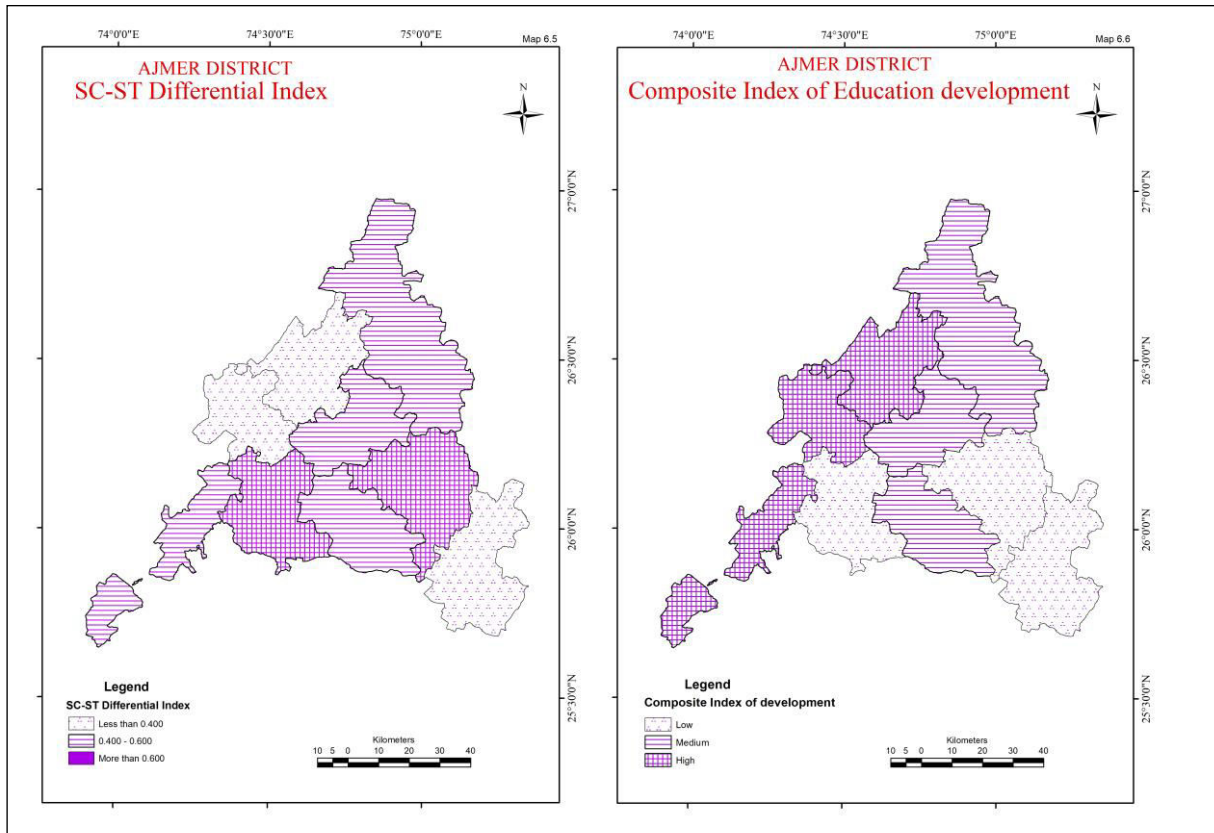 74°0'0"E 74°30'0"E 75°0'0"E
Map 6.5
AJMER DISTRICT
SC-ST Differential Index
N
27°0'0"N
26°30'0"N
26°0'0"N
25°30'0"N
Legend
SC-ST Differential Index
Less than 0.400
0.400 - 0.600
More than 0.600
Kilometers
10 5 0 10 20 30 40
74°0'0"E 74°30'0"E 75°0'0"E
Map 6.6
AJMER DISTRICT
Composite Index of Education development
N
27°0'0"N
26°30'0"N
26°0'0"N
25°30'0"N
Legend
Composite Index of development
Low
Medium
High
Kilometers
10 5 0 10 20 30 40